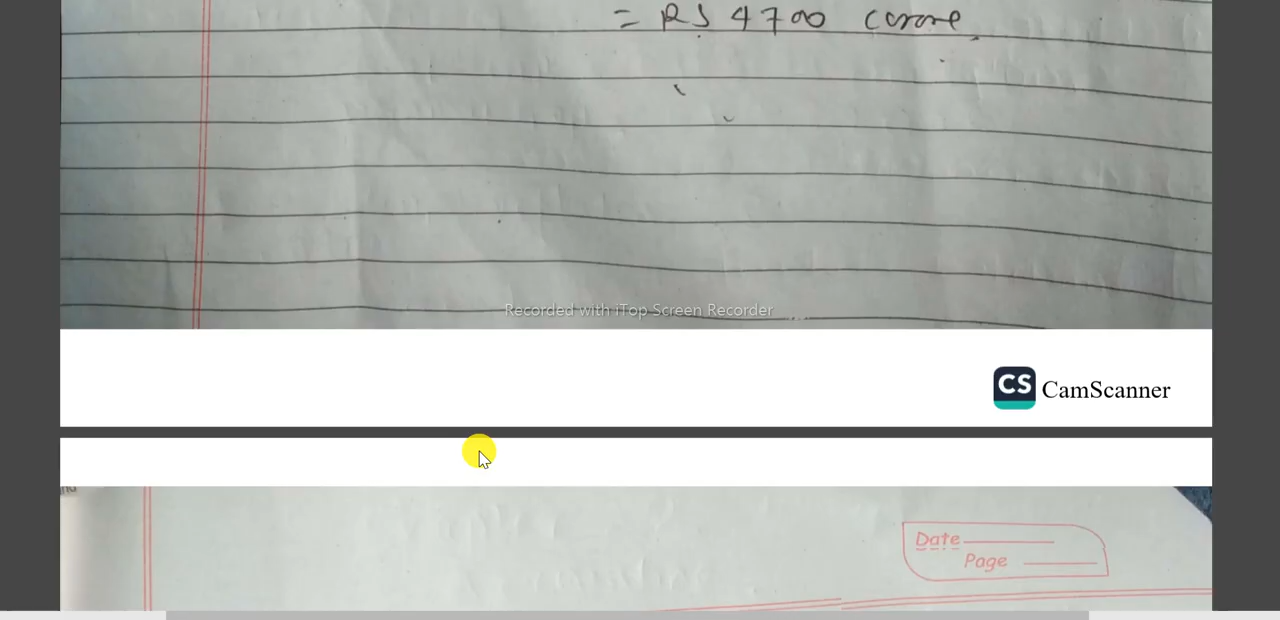 = RS 4700 crore
Recorded with iTop Screen Recorder
CS CamScanner
Date
Page